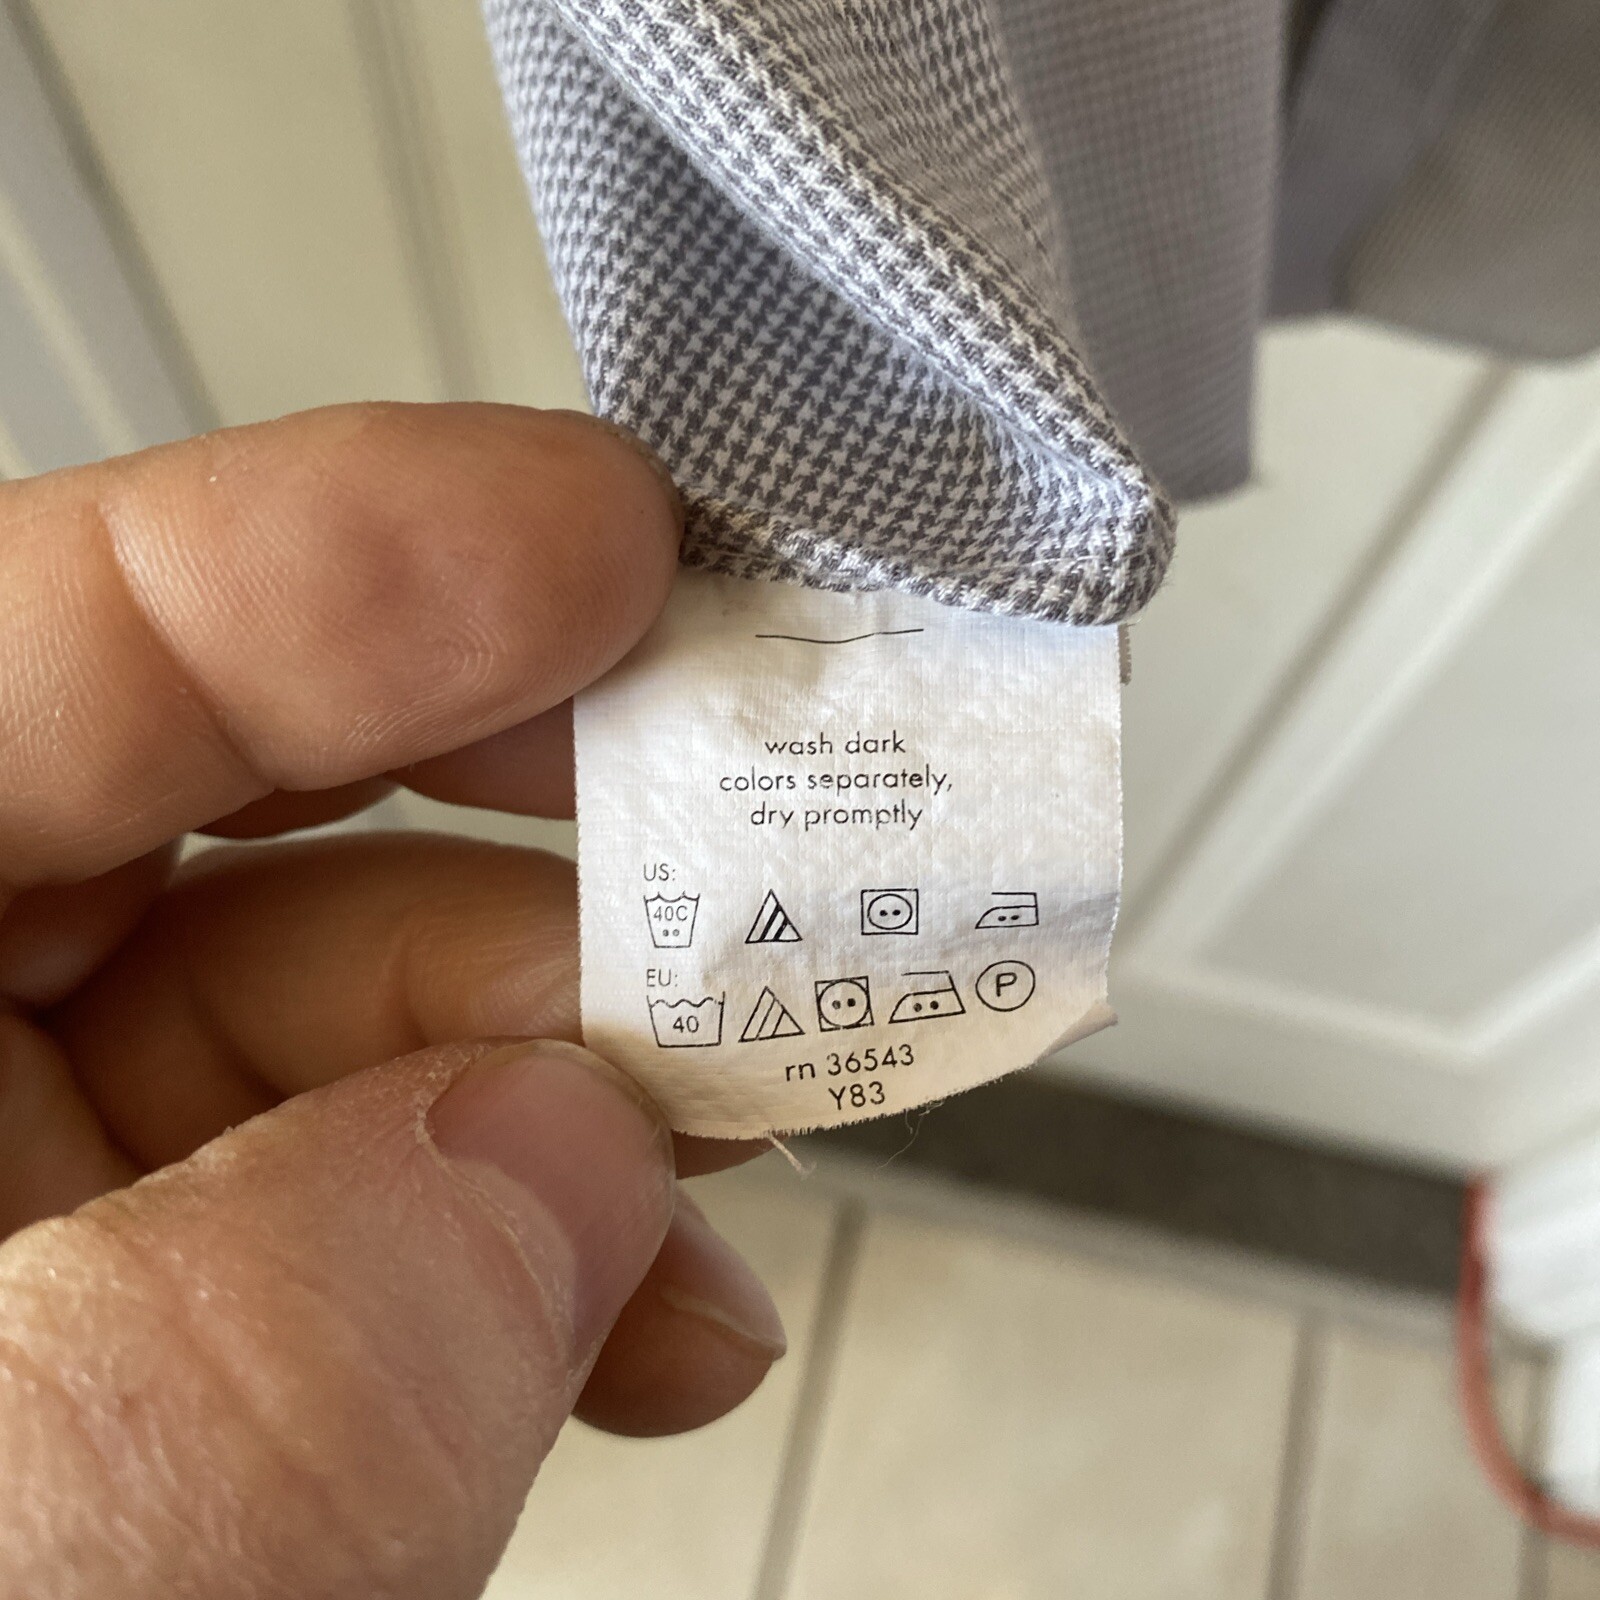 wash dark
colors separately,
dry promptly
US:
40C
EU:
40 P
rn 36543
Y83